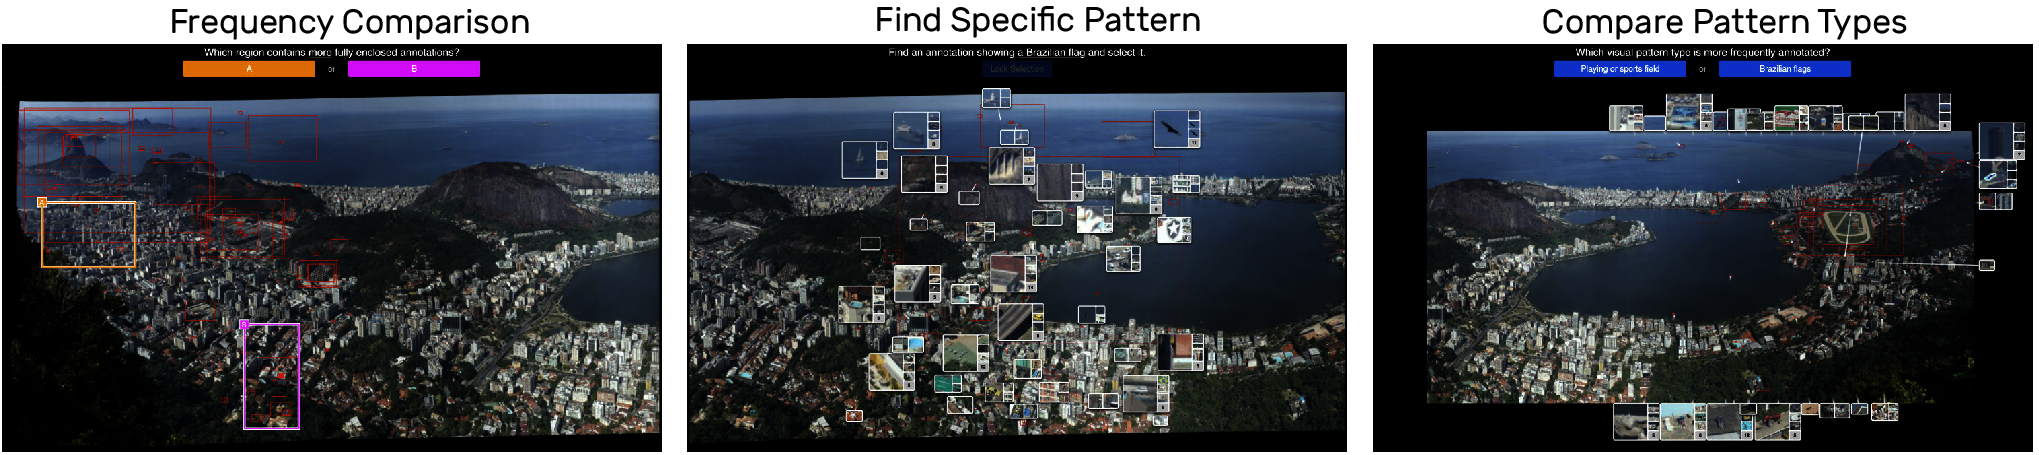 Frequency Comparison
Which region contains more fully enclosed annotations?
A or B
A
B
Find Specific Pattern
Find an annotation showing a Brazilian flag and select it.
Lock Selection
Compare Pattern Types
Which visual pattern type is more frequently annotated?
Playing or sports field or Brazilian flags